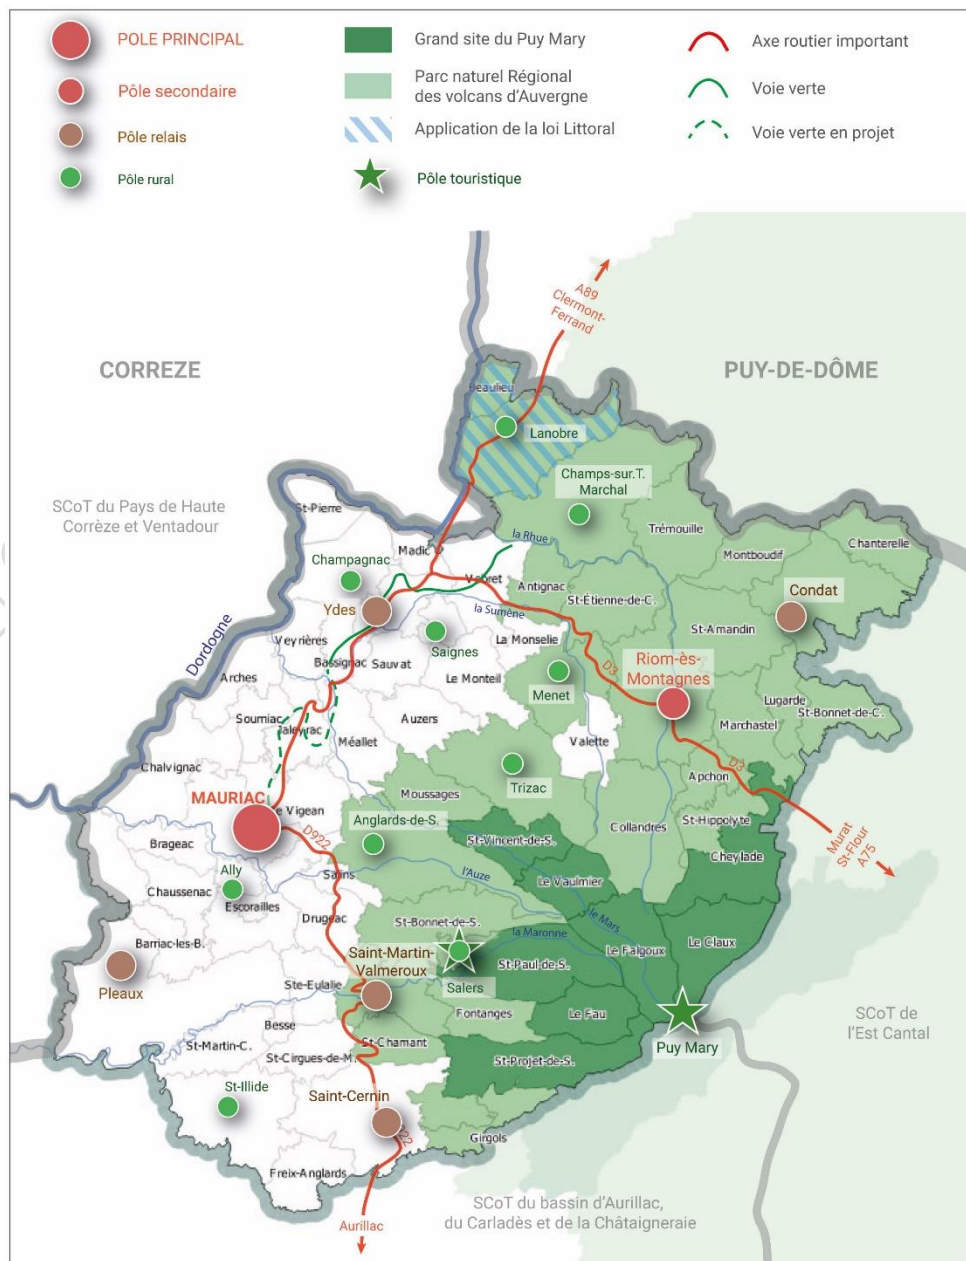 POLE PRINCIPAL
Pôle secondaire
Pôle relais
Pôle rural
Grand site du Puy Mary
Parc naturel Régional
des volcans d'Auvergne
Application de la loi Littoral
Pôle touristique
Axe routier important
Voie verte
Voie verte en projet
A89
Clermont-
Ferrand
CORREZE
PUY-DE-DÔME
Beaulieu
Lanobre
SCoT du Pays de Haute
Corrèze et Ventadour
Champs-sur.T.
Marchal
St-Pierre
la Rhue
Trémouille
Chanterelle
Madic
Montboudif
Champagnac
Vebret
Antignac
Condat
Ydes
St-Étienne-de-C.
la Sumène
St-Amandin
Dordogne
Veyrières
Saignes
La Monselie
Bassignac
Sauvat
Riom-ès-
Montagnes
D3
Arches
Le Monteil
Menet
Lugarde
St-Bonnet-de-C.
Soumiac
Jaleyrac
Auzers
Marchastel
Méallet
Valette
D3
Chalvignac
Apchon
Trizac
Moussages
MAURIAC
Le Vigean
D922
Anglards-de-S.
Collandres
St-Hippolyte
Murat
St-Flour
A75
Brageac
St-Vincent-de-S.
Cheylade
Ally
Salins
l'Auze
Le Vaulmier
Chaussenac
Escorailles
Drugeac
St-Bonnet-de-S.
le Mars
la Maronne
Barriac-les-B.
Saint-Martin-
Valmeroux
Le Falgoux
Le Claux
St-Paul-de-S.
Pleaux
Ste-Eulalie
Salers
Fontanges
Le Fau
SCoT de
l'Est Cantal
Besse
St-Martin-C.
St-Chamant
Puy Mary
St-Cirgues-de-M.
St-Projet-de-S.
St-Illide
Saint-Cernin
Girgols
Freix-Anglards
SCoT du bassin d'Aurillac,
du Carladès et de la Châtaigneraie
Aurillac